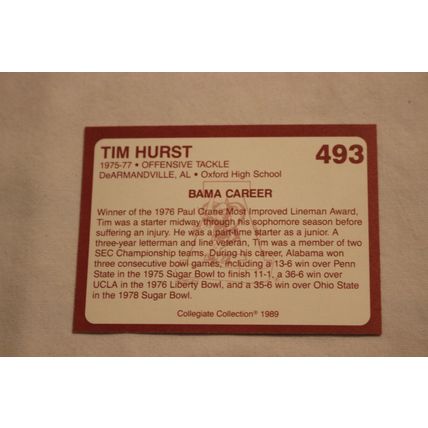 TIM HURST
493
1975-77 • OFFENSIVE TACKLE
DeARMANDVILLE, AL • Oxford High School
BAMA CAREER
Winner of the 1976 Paul Crane Most Improved Lineman Award,
Tim was a starter midway through his sophomore season before
suffering an injury. He was a part-time starter as a junior. A
three-year letterman and line veteran, Tim was a member of two
SEC Championship teams. During his career, Alabama won
three consecutive bowl games, including a 13-6 win over Penn
State in the 1975 Sugar Bowl to finish 11-1, a 36-6 win over
UCLA in the 1976 Liberty Bowl, and a 35-6 win over Ohio State
in the 1978 Sugar Bowl.
Collegiate Collection® 1989